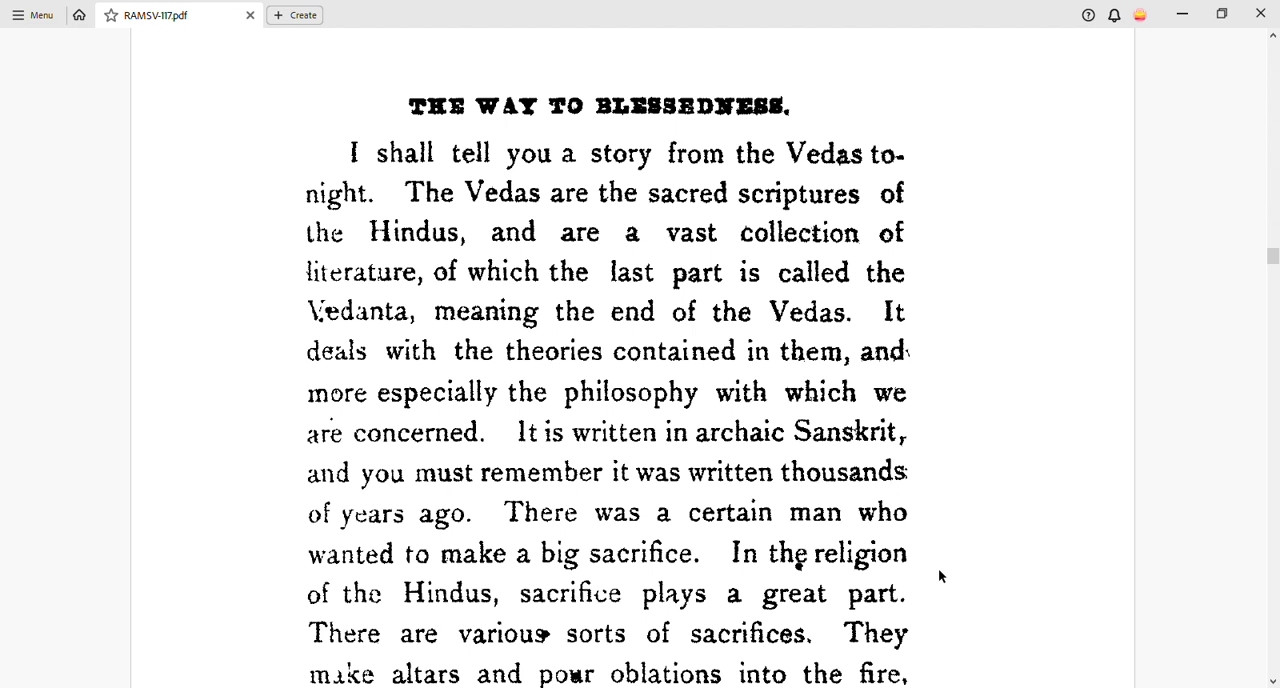 Menu
RAMSV-117.pdf
Create
THE WAY TO BLESSEDNESS.
I shall tell you a story from the Vedas to-
night. The Vedas are the sacred scriptures of
the Hindus, and are a vast collection of
literature, of which the last part is called the
Vedanta, meaning the end of the Vedas. It
deals with the theories contained in them, and
more especially the philosophy with which we
are concerned. It is written in archaic Sanskrit,
and you must remember it was written thousands
of years ago. There was a certain man who
wanted to make a big sacrifice. In the religion
of the Hindus, sacrifice plays a great part.
There are various sorts of sacrifices. They
make altars and pour oblations into the fire,